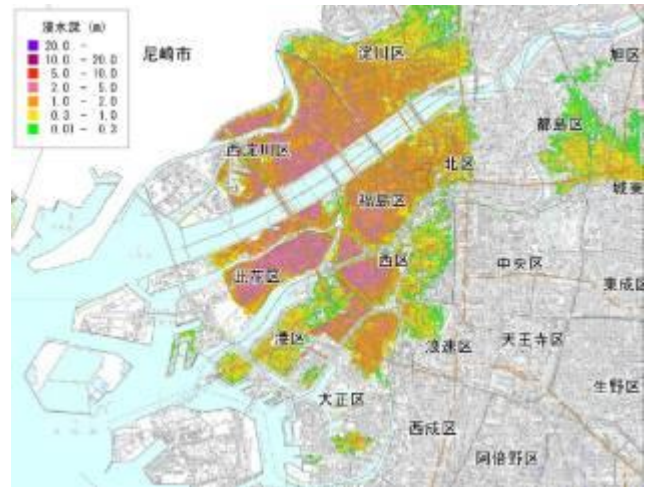 浸水深 (m)
20.0 -
10.0 - 20.0
5.0 - 10.0
2.0 - 5.0
1.0 - 2.0
0.3 - 1.0
0.01 - 0.3
尼崎市
淀川区
旭区
都島区
西淀川区
北区
城東
福島区
西区
中央区
此花区
東成区
港区
浪速区
天王寺区
生野区
大正区
西成区
阿倍野区